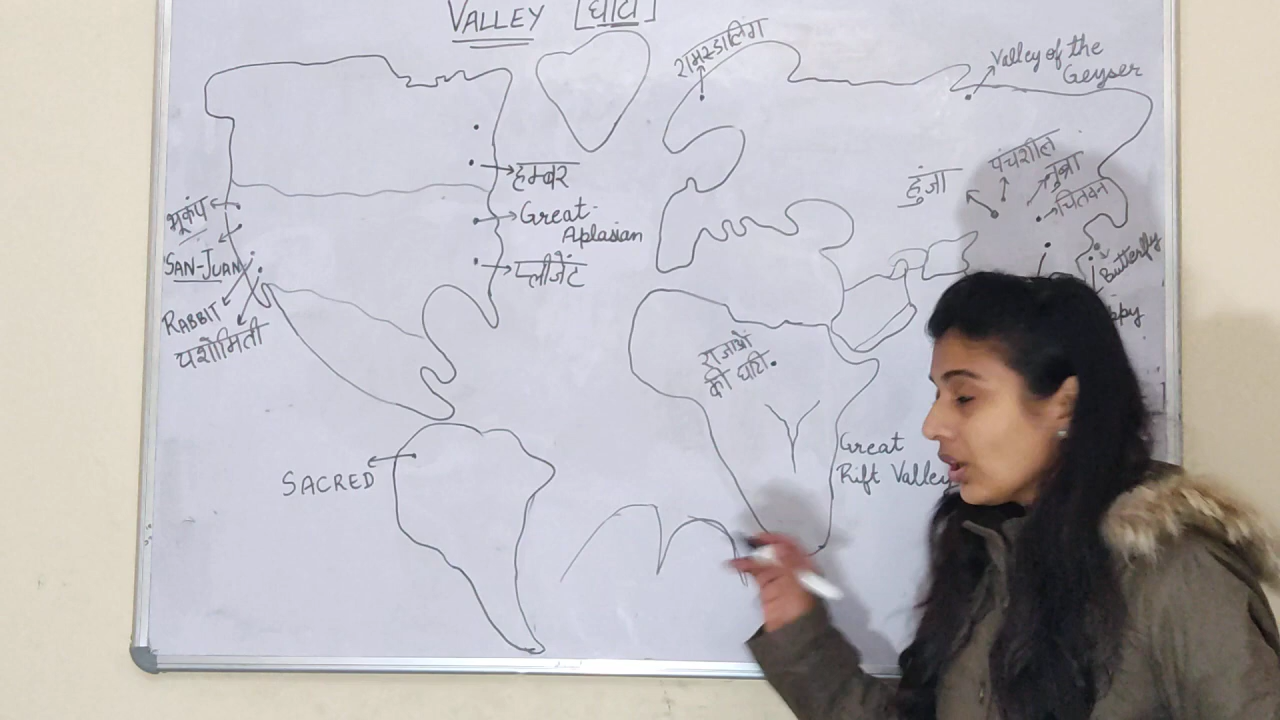 VALLEY [घाटी]
रामुस्डालिंग
Valley of the
Geyser
हम्बर
Great
Aplasian
प्लीजेंट
भूकंप
SAN-JUAN
RABBIT
यशोमिती
हुंजा
पंचशील
नुब्रा
चितवन
Butterfly
राजाओं
की घाटी
Great
Rift Valley
SACRED